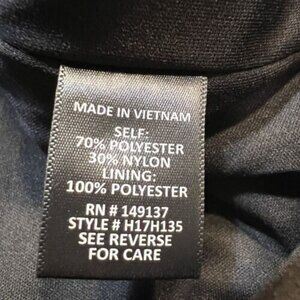 MADE IN VIETNAM
SELF:
70% POLYESTER
30% NYLON
LINING:
100% POLYESTER
RN # 149137
STYLE # H17H135
SEE REVERSE
FOR CARE